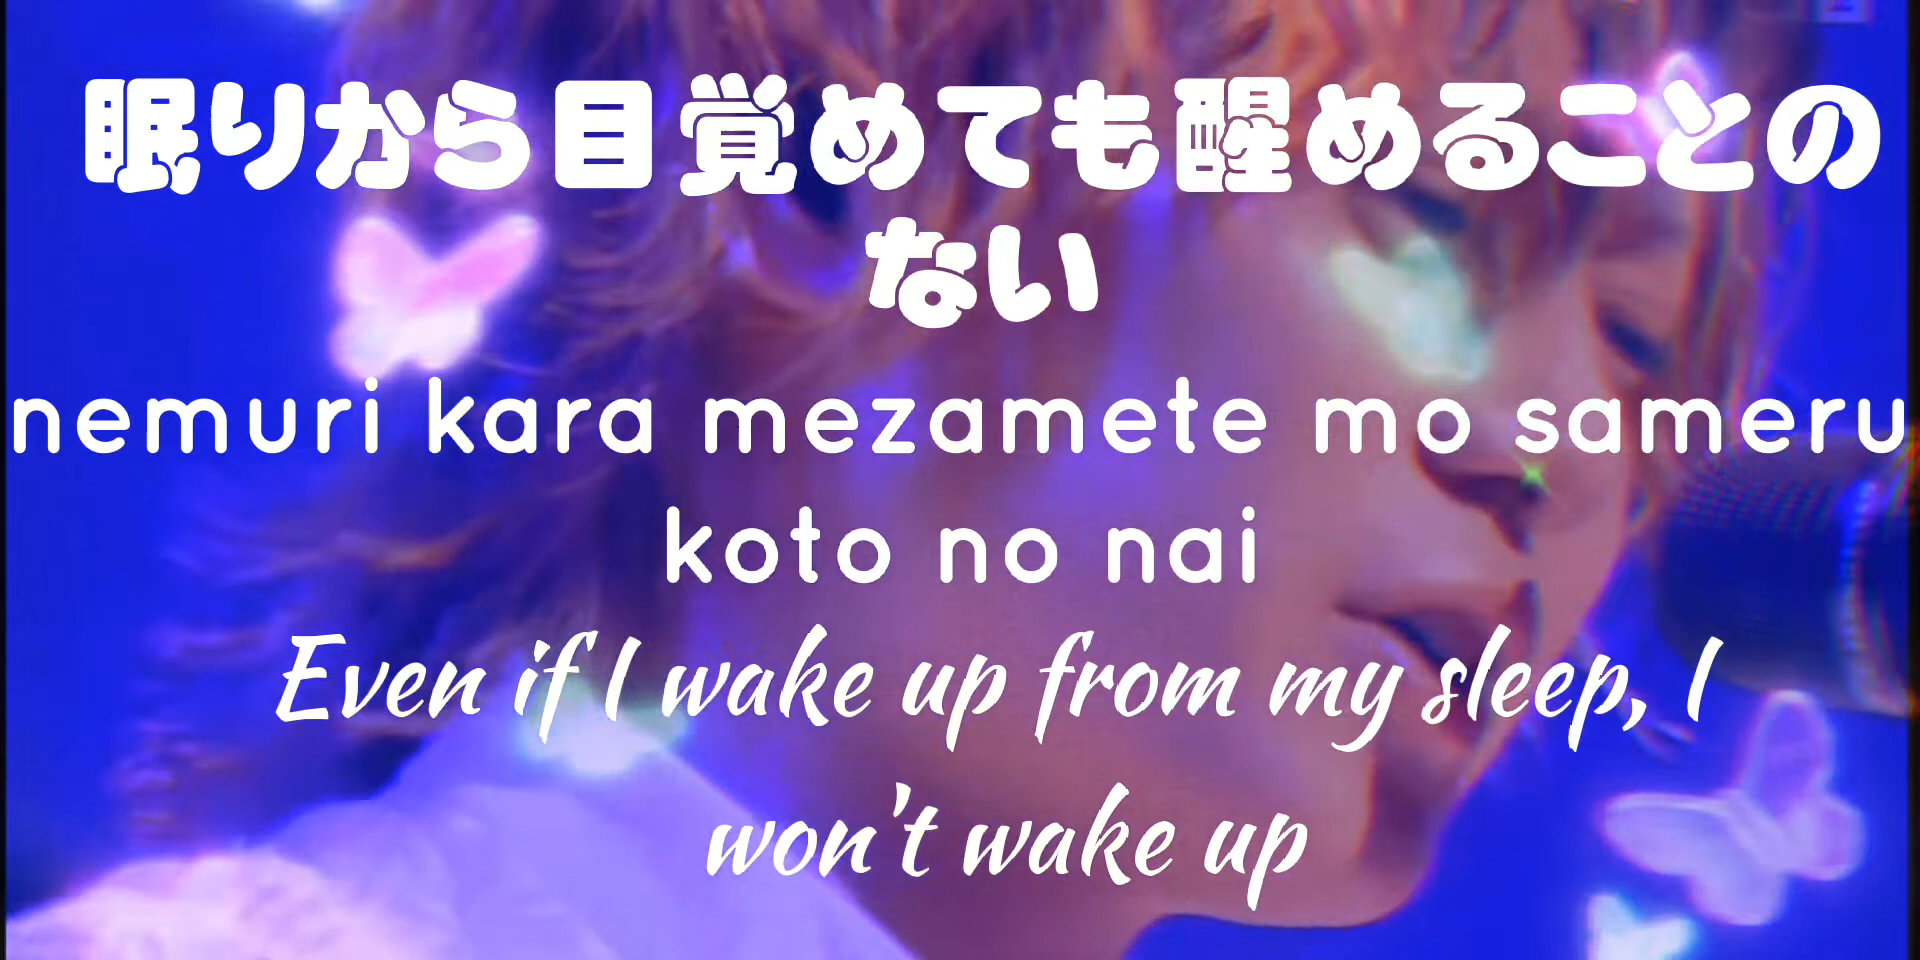 眠りから目覚めても醒めることの
ない
nemuri kara mezamete mo sameru
koto no nai
Even if I wake up from my sleep, I
won't wake up